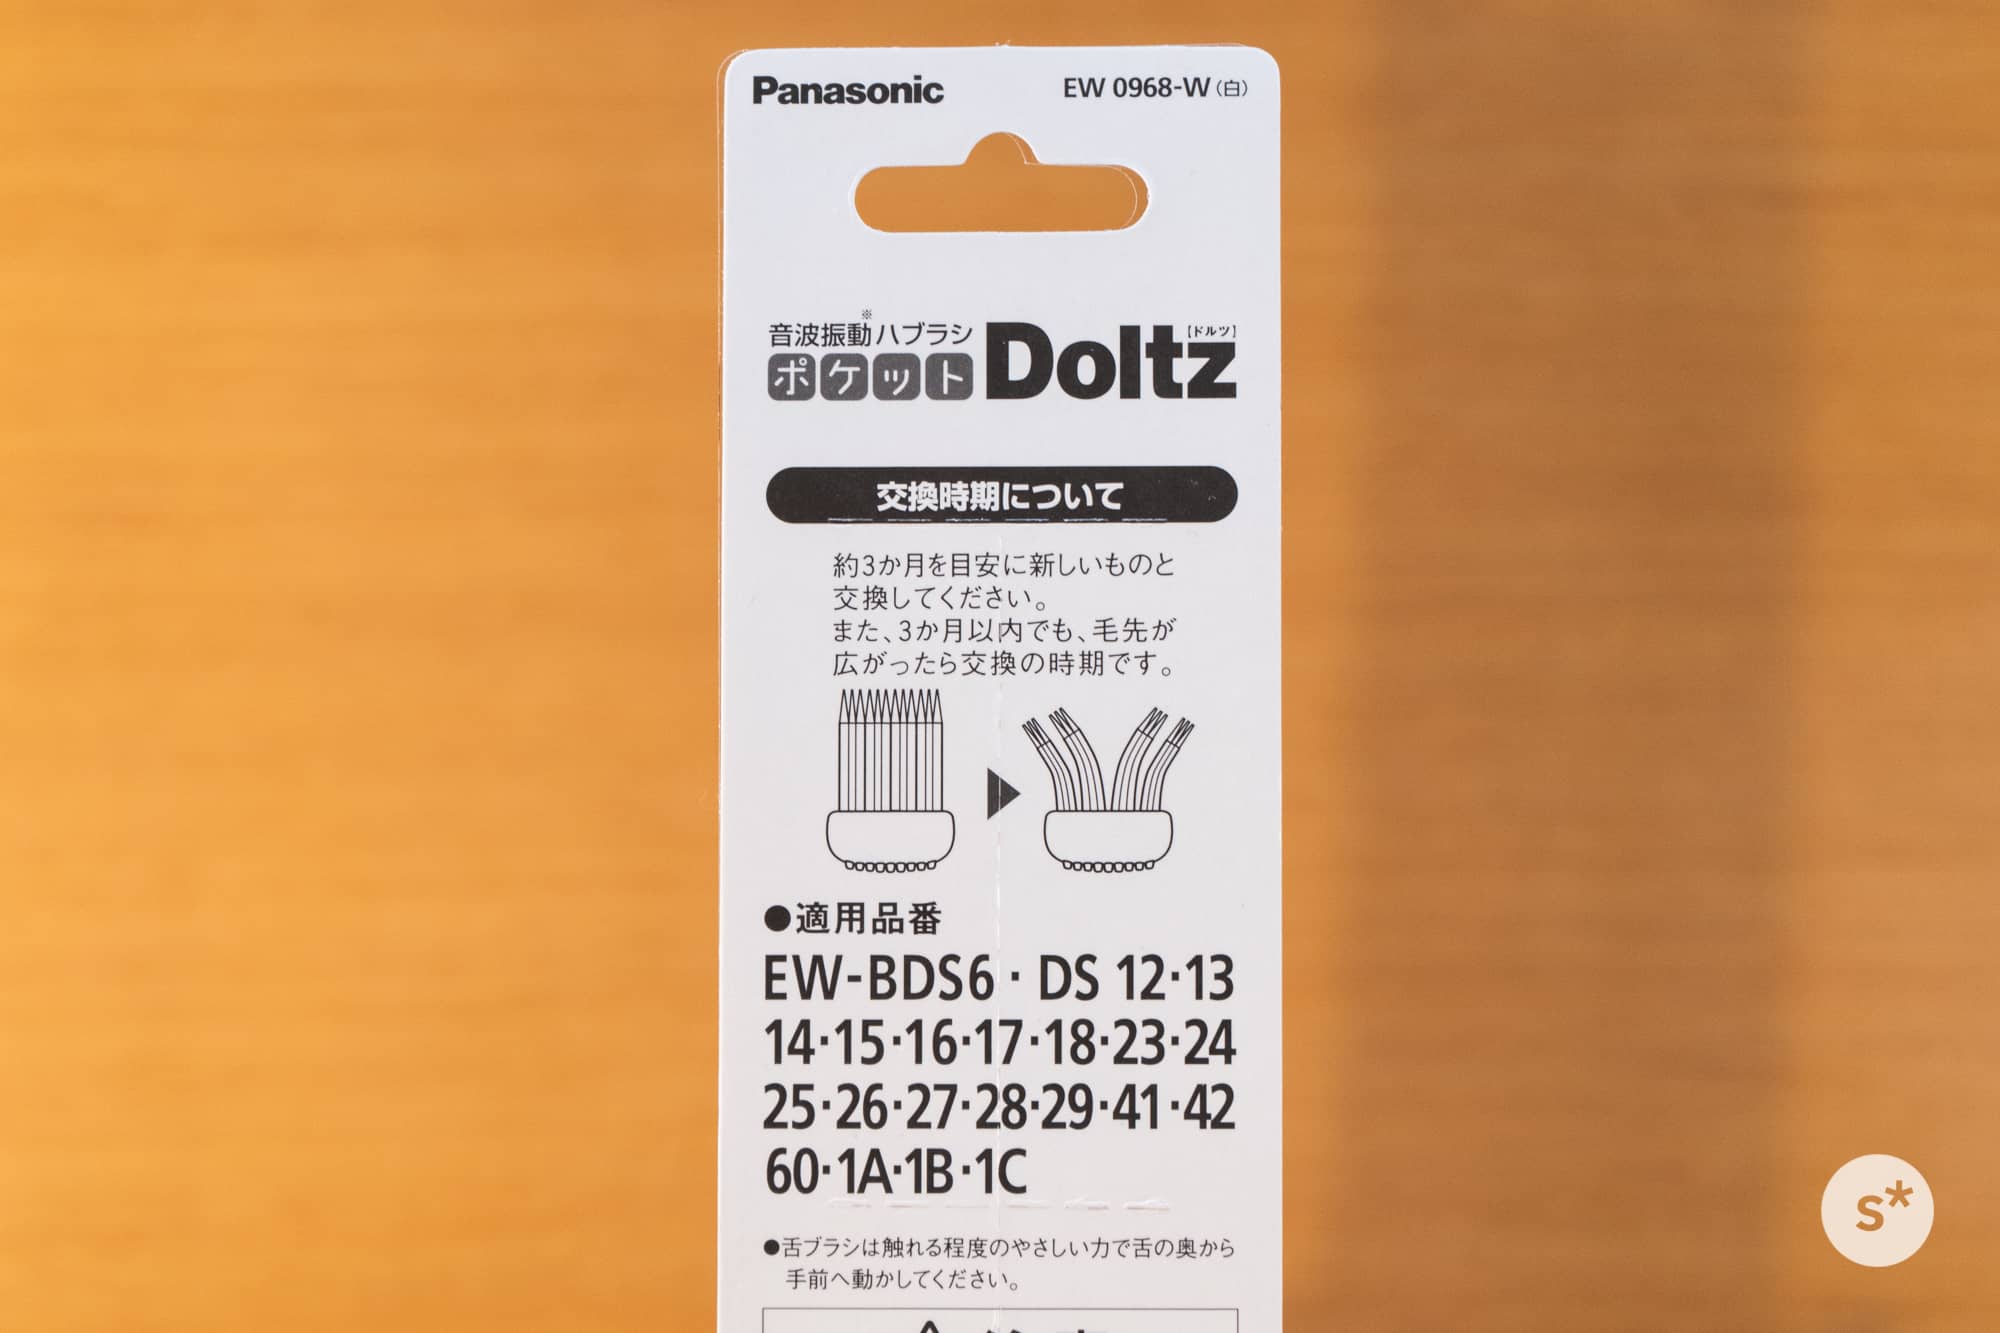 Panasonic
EW 0968-W(白)
音波振動※ハブラシ
ポケット Doltz
【ドルツ】
交換時期について
約3か月を目安に新しいものと
交換してください。
また、3か月以内でも、毛先が
広がったら交換の時期です。
●適用品番
EW-BDS6・DS 12・13
14・15・16・17・18・23・24
25・26・27・28・29・41・42
60・1A・1B・1C
●舌ブラシは触れる程度のやさしい力で舌の奥から
手前へ動かしてください。
s*